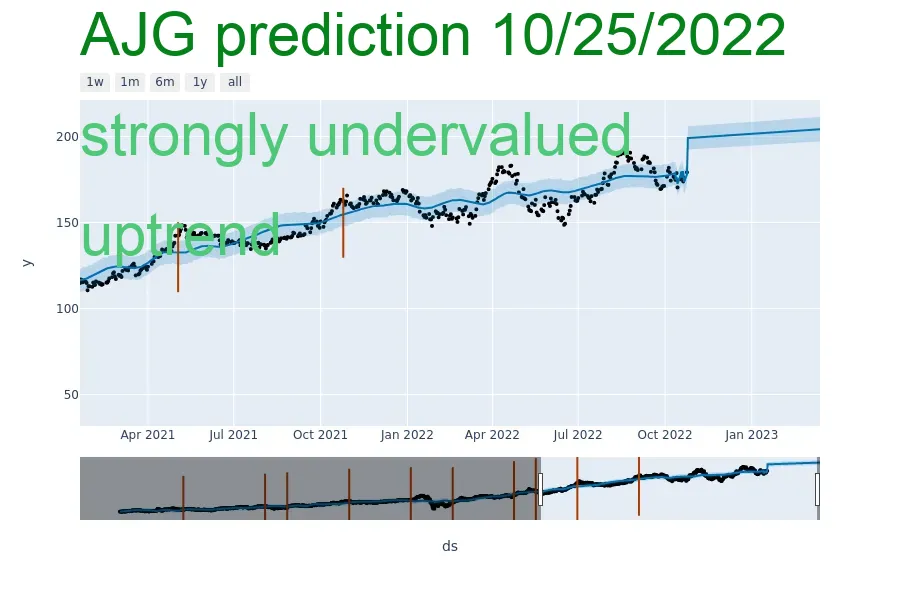 AJG prediction 10/25/2022
1w 1m 6m 1y all
strongly undervalued
200
uptrend
150
y
100
50
Apr 2021 Jul 2021 Oct 2021 Jan 2022 Apr 2022 Jul 2022 Oct 2022 Jan 2023
ds